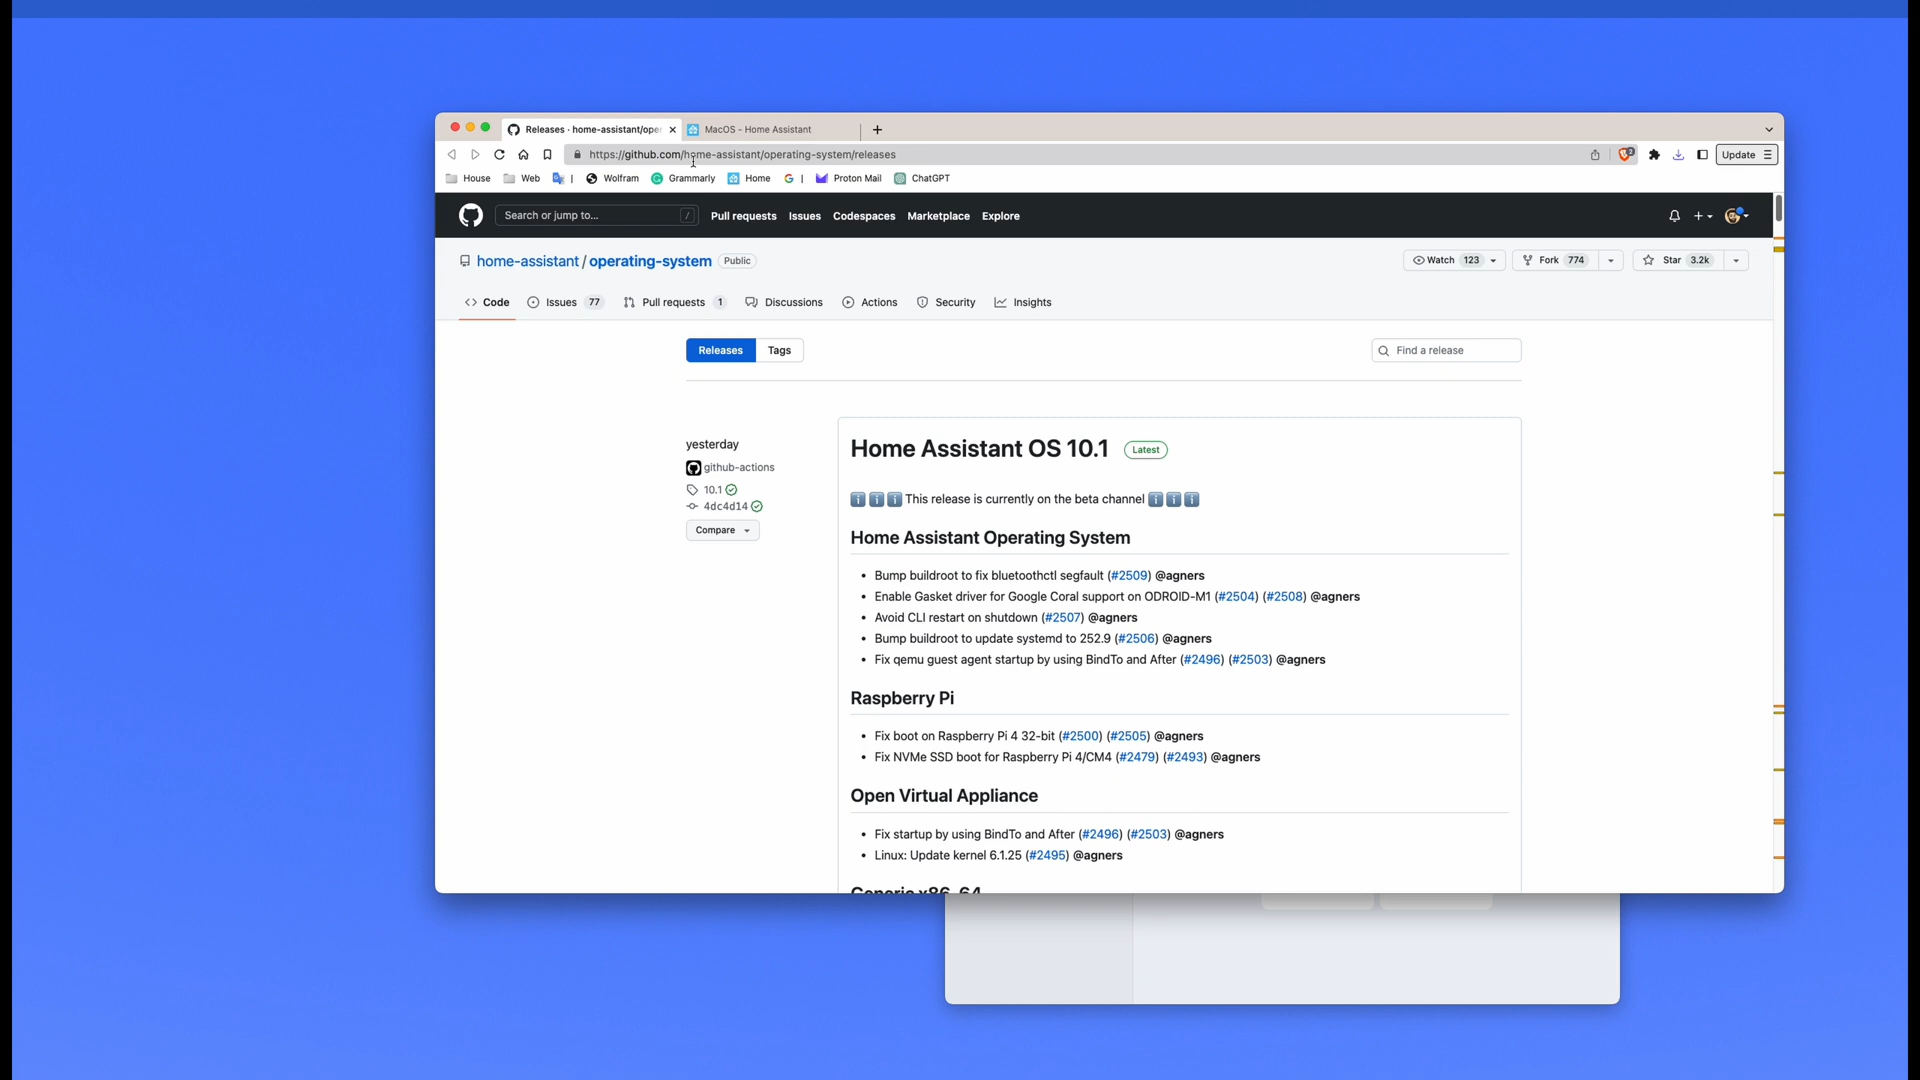 Releases · home-assistant/oper
MacOS - Home Assistant
https://github.com/home-assistant/operating-system/releases
2
Update
House
Web
Wolfram
Grammarly
Home
Proton Mail
ChatGPT
Search or jump to...
/
Pull requests
Issues
Codespaces
Marketplace
Explore
home-assistant / operating-system
Public
Watch 123
Fork 774
Star 3.2k
Code
Issues 77
Pull requests 1
Discussions
Actions
Security
Insights
Releases
Tags
Find a release
yesterday
github-actions
10.1
4dc4d14
Compare
Home Assistant OS 10.1
Latest
ℹ️ ℹ️ ℹ️ This release is currently on the beta channel ℹ️ ℹ️ ℹ️
Home Assistant Operating System
• Bump buildroot to fix bluetoothctl segfault (#2509) @agners
• Enable Gasket driver for Google Coral support on ODROID-M1 (#2504) (#2508) @agners
• Avoid CLI restart on shutdown (#2507) @agners
• Bump buildroot to update systemd to 252.9 (#2506) @agners
• Fix qemu guest agent startup by using BindTo and After (#2496) (#2503) @agners
Raspberry Pi
• Fix boot on Raspberry Pi 4 32-bit (#2500) (#2505) @agners
• Fix NVMe SSD boot for Raspberry Pi 4/CM4 (#2479) (#2493) @agners
Open Virtual Appliance
• Fix startup by using BindTo and After (#2496) (#2503) @agners
• Linux: Update kernel 6.1.25 (#2495) @agners
Generic x86-64